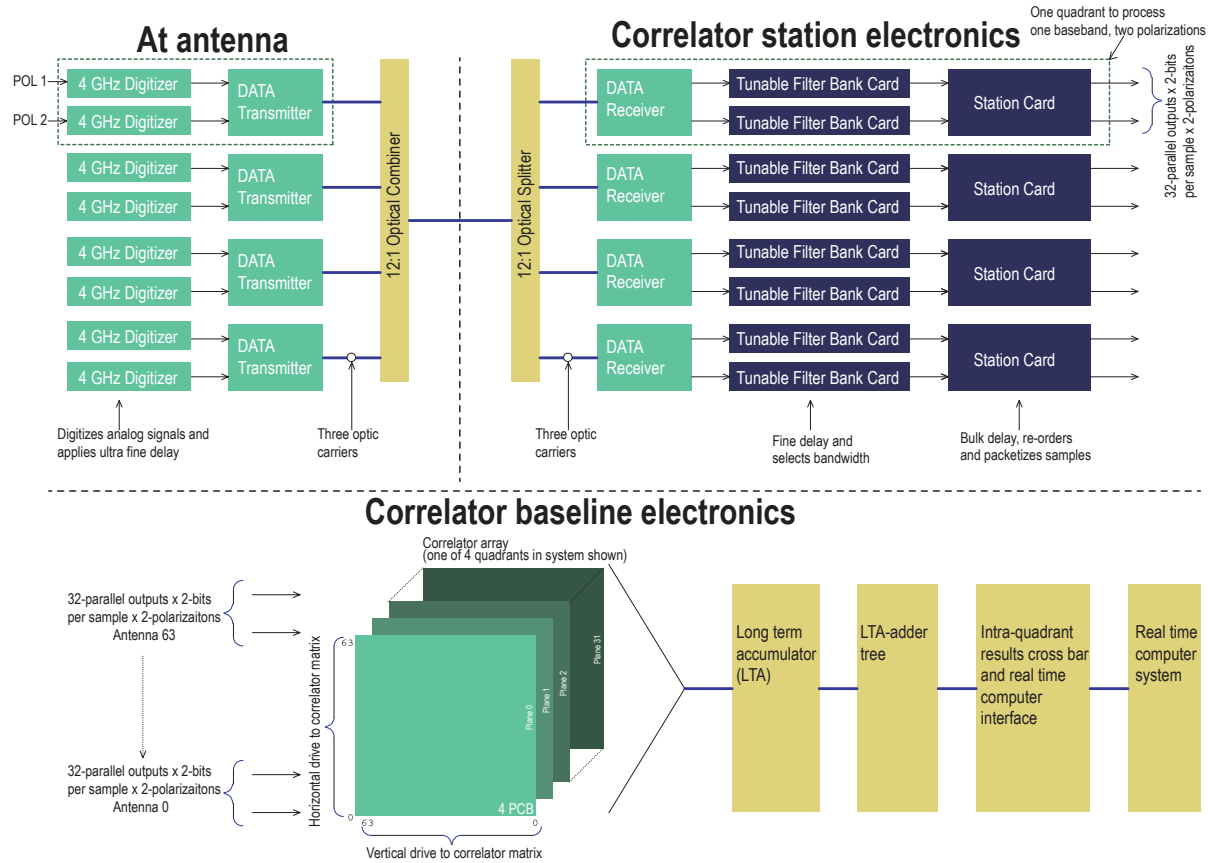 At antenna
Correlator station electronics
One quadrant to process
one baseband, two polarizations
POL 1
POL 2
4 GHz Digitizer
4 GHz Digitizer
DATA
Transmitter
4 GHz Digitizer
4 GHz Digitizer
DATA
Transmitter
4 GHz Digitizer
4 GHz Digitizer
DATA
Transmitter
4 GHz Digitizer
4 GHz Digitizer
DATA
Transmitter
12:1 Optical Combiner
12:1 Optical Splitter
DATA
Receiver
Tunable Filter Bank Card
Tunable Filter Bank Card
Station Card
DATA
Receiver
Tunable Filter Bank Card
Tunable Filter Bank Card
Station Card
DATA
Receiver
Tunable Filter Bank Card
Tunable Filter Bank Card
Station Card
DATA
Receiver
Tunable Filter Bank Card
Tunable Filter Bank Card
Station Card
32-parallel outputs x 2-bits
per sample x 2-polarizaitons
Digitizes analog signals and
applies ultra fine delay
Three optic
carriers
Three optic
carriers
Fine delay and
selects bandwidth
Bulk delay, re-orders
and packetizes samples
Correlator baseline electronics
Correlator array
(one of 4 quadrants in system shown)
32-parallel outputs x 2-bits
per sample x 2-polarizaitons
Antenna 63
32-parallel outputs x 2-bits
per sample x 2-polarizaitons
Antenna 0
Horizontal drive to correlator matrix
63
0
Plane 0
Plane 1
Plane 2
Plane 31
4 PCB
63
0
Vertical drive to correlator matrix
Long term
accumulator
(LTA)
LTA-adder
tree
Intra-quadrant
results cross bar
and real time
computer
interface
Real time
computer
system